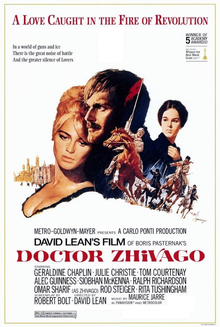 A LOVE CAUGHT IN THE FIRE OF REVOLUTION
WINNER OF
5 ACADEMY
AWARDS
In a world of guns and ice
There is the great noise of battle
And the greater silence of Lovers
METRO-GOLDWYN-MAYER PRESENTS A CARLO PONTI PRODUCTION
DAVID LEAN'S FILM OF BORIS PASTERNAK'S
DOCTOR ZHIVAGO
STARRING
GERALDINE CHAPLIN · JULIE CHRISTIE · TOM COURTENAY
ALEC GUINNESS · SIOBHAN McKENNA · RALPH RICHARDSON
OMAR SHARIF (AS ZHIVAGO) ROD STEIGER · RITA TUSHINGHAM
SCREENPLAY BY
DIRECTED BY
MUSIC BY
ROBERT BOLT · DAVID LEAN
MAURICE JARRE
IN PANAVISION AND METROCOLOR